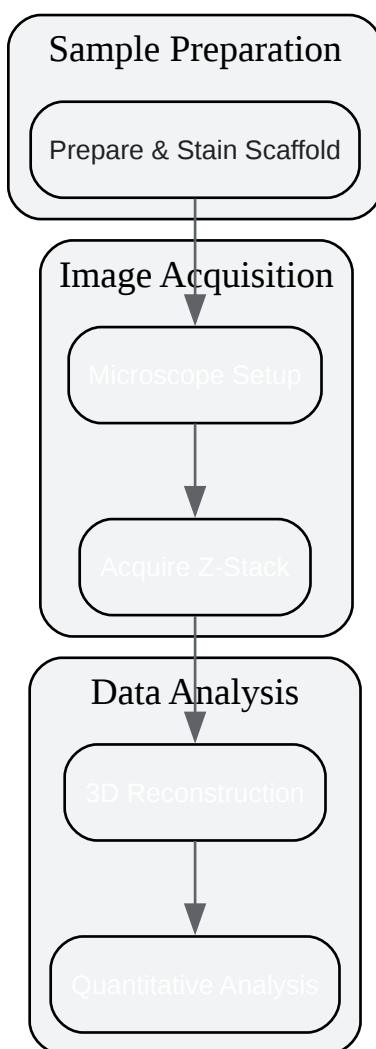 Sample Preparation
Prepare & Stain Scaffold
Image Acquisition
Microscope Setup
Acquire Z-Stack
Data Analysis
3D Reconstruction
Quantitative Analysis